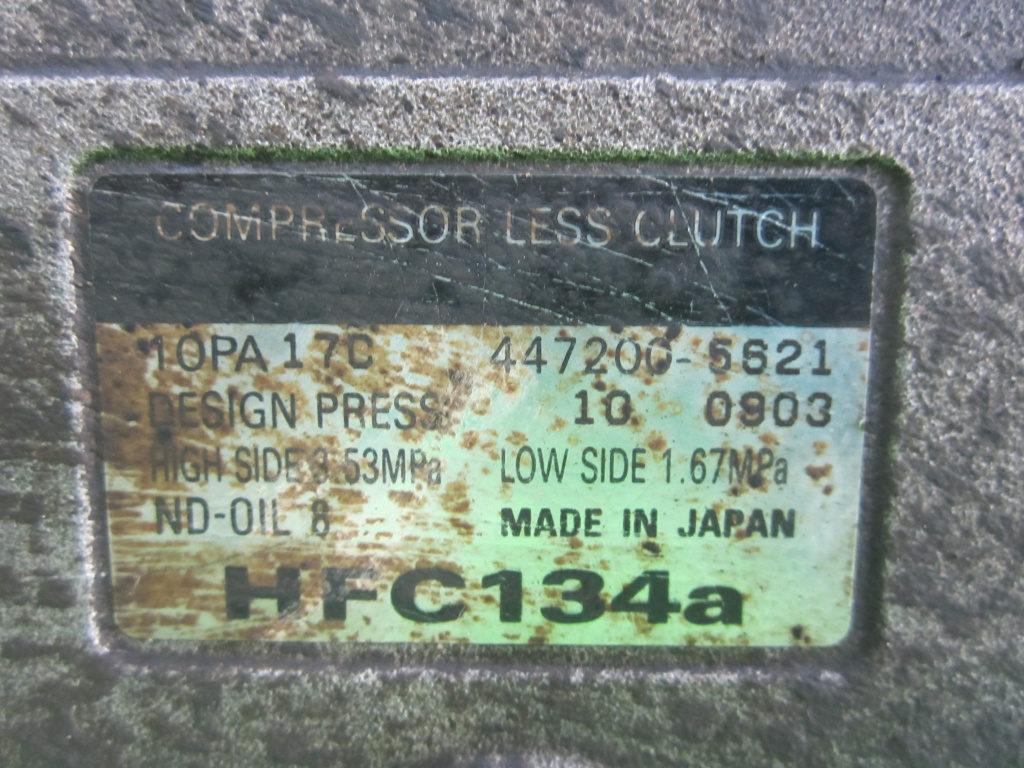 COMPRESSOR LESS CLUTCH
10PA17C 447200-5621
DESIGN PRESS 10 0903
HIGH SIDE 3.53MPa LOW SIDE 1.67MPa
ND-OIL 8 MADE IN JAPAN
HFC134a